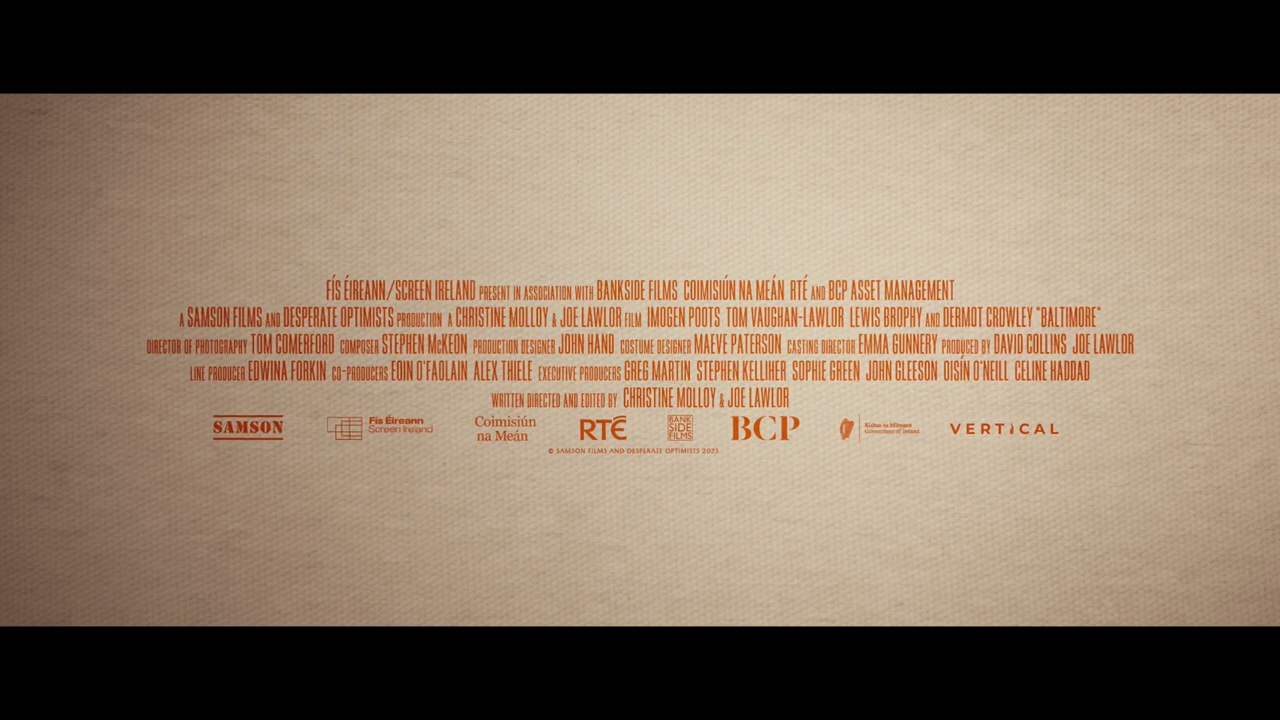 FÍS ÉIREANN/SCREEN IRELAND PRESENT IN ASSOCIATION WITH BANKSIDE FILMS COIMISIÚN NA MEÁN RTÉ AND BCP ASSET MANAGEMENT
A SAMSON FILMS AND DESPERATE OPTIMISTS PRODUCTION A CHRISTINE MOLLOY & JOE LAWLOR FILM IMOGEN POOTS TOM VAUGHAN-LAWLOR LEWIS BROPHY AND DERMOT CROWLEY "BALTIMORE"
DIRECTOR OF PHOTOGRAPHY TOM COMERFORD COMPOSER STEPHEN McKEON PRODUCTION DESIGNER JOHN HAND COSTUME DESIGNER MAEVE PATERSON CASTING DIRECTOR EMMA GUNNERY PRODUCED BY DAVID COLLINS JOE LAWLOR
LINE PRODUCER EDWINA FORKIN CO-PRODUCERS EOIN O'FAOLAIN ALEX THIELE EXECUTIVE PRODUCERS GREG MARTIN STEPHEN KELLIHER SOPHIE GREEN JOHN GLEESON OISÍN O'NEILL CELINE HADDAD
WRITTEN DIRECTED AND EDITED BY CHRISTINE MOLLOY & JOE LAWLOR
SAMSON
Fís Éireann
Screen Ireland
Coimisiún
na Meán
RTÉ
BANK
SIDE
FILMS
BCP
Rialtas na hÉireann
Government of Ireland
VERTICAL
© SAMSON FILMS AND DESPERATE OPTIMISTS 2023